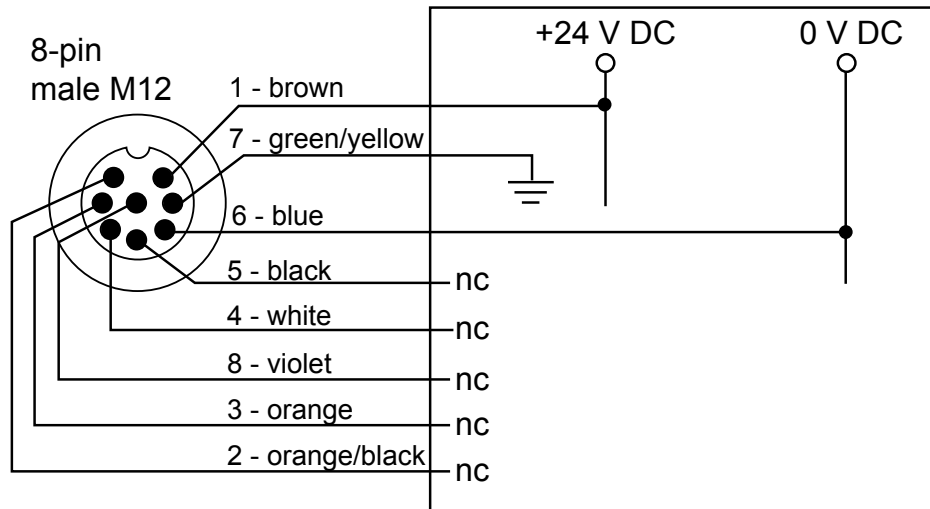 +24 V DC
0 V DC
8-pin
male M12
1 - brown
7 - green/yellow
6 - blue
5 - black
nc
4 - white
nc
8 - violet
nc
3 - orange
nc
2 - orange/black
nc